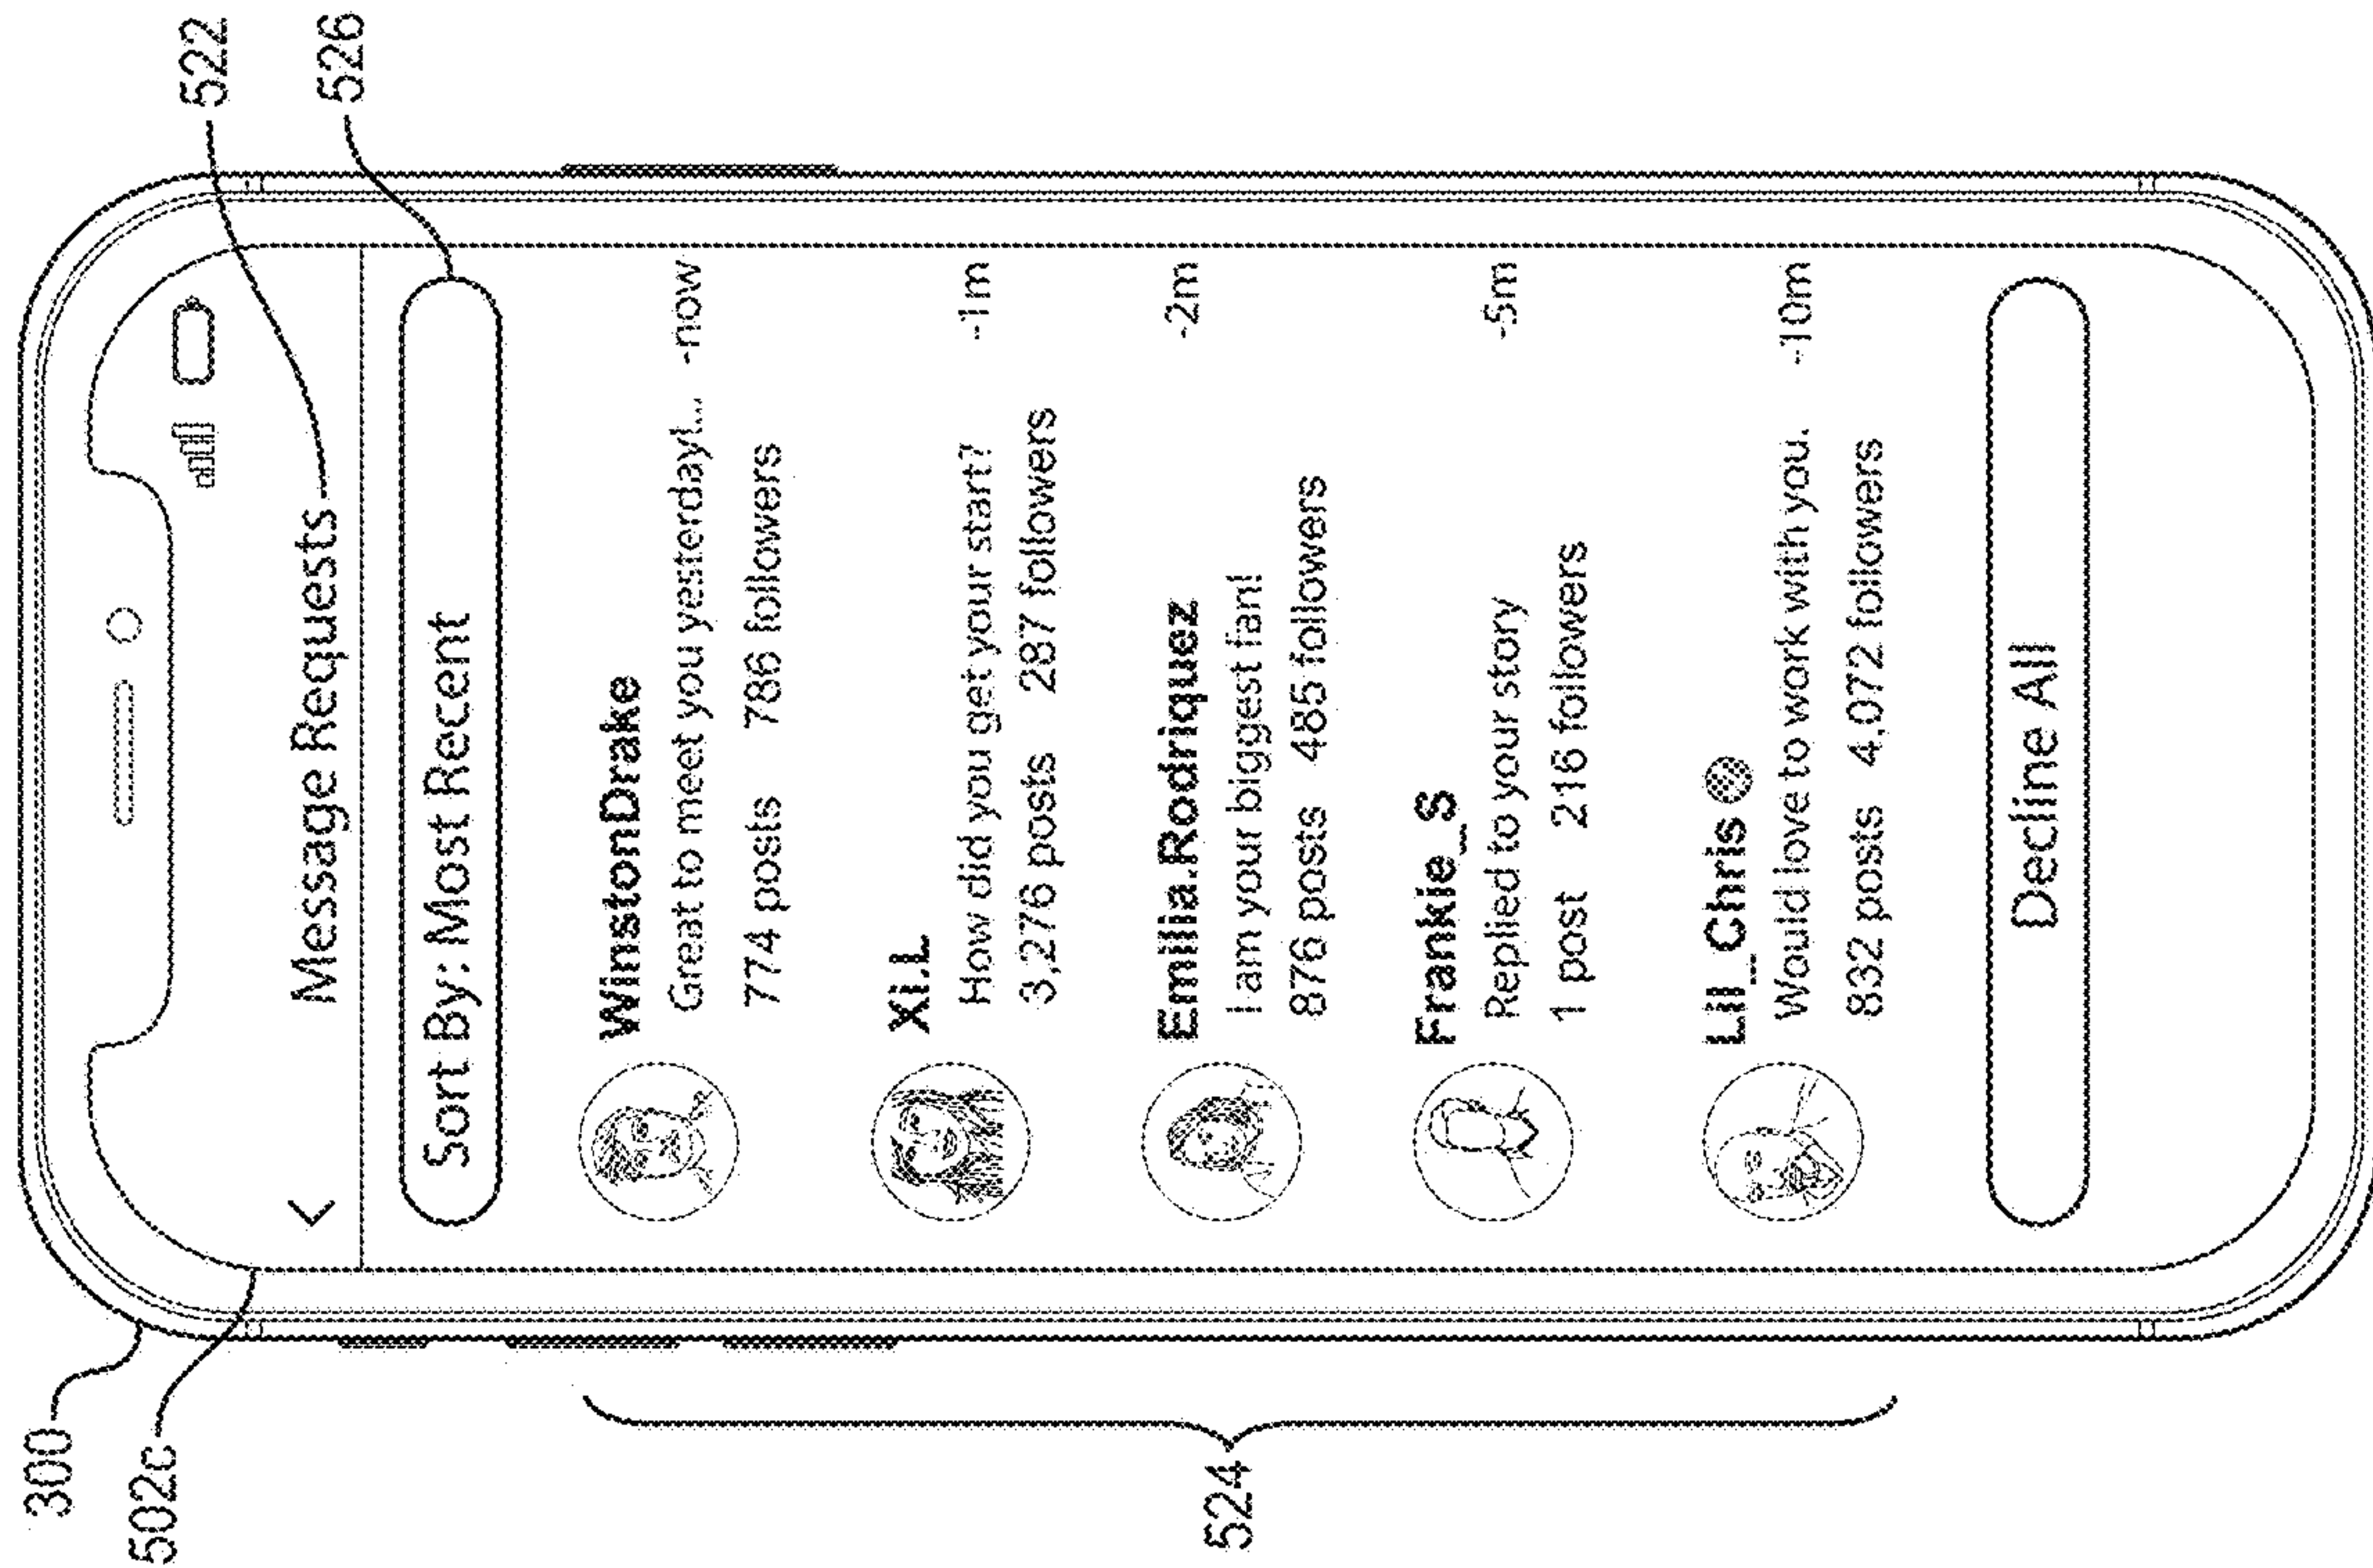 300
502c
522
526
Message Requests
Sort By: Most Recent
WinstonDrake
Great to meet you yesterday!... -now
774 posts 786 followers
Xi.L
How did you get your start? -1m
3,276 posts 287 followers
Emilia.Rodriquez
I am your biggest fan! -2m
876 posts 485 followers
Frankie_S
Replied to your story -5m
1 post 216 followers
Lil_Chris
Would love to work with you. -10m
832 posts 4,072 followers
524
Decline All